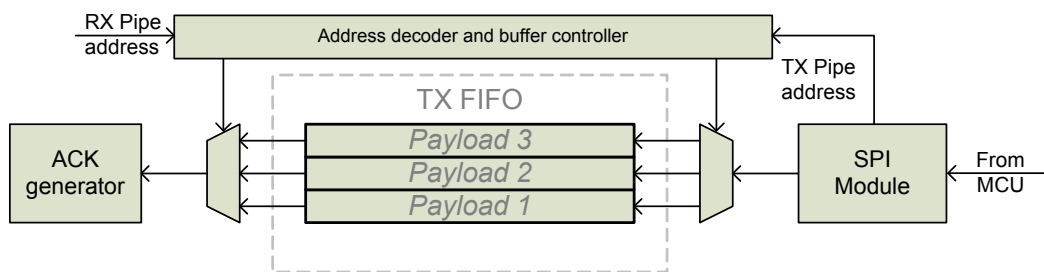 RX Pipe
address
Address decoder and buffer controller
TX Pipe
address
TX FIFO
ACK
generator
Payload 3
Payload 2
Payload 1
SPI
Module
From
MCU